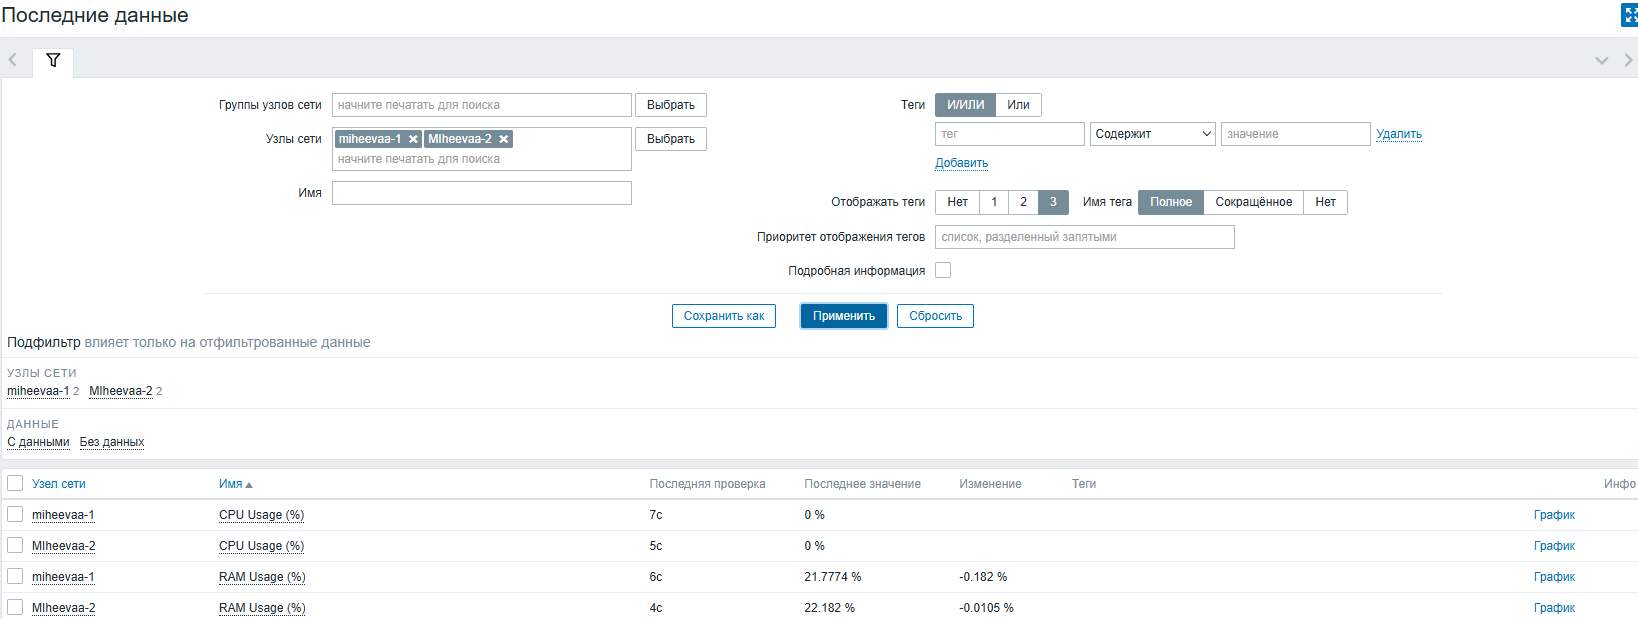 Последние данные
Группы узлов сети начните печатать для поиска Выбрать
Узлы сети miheevaa-1 MIheevaa-2 Выбрать
начните печатать для поиска
Имя
Теги И/ИЛИ Или
тег Содержит значение Удалить
Добавить
Отображать теги Нет 1 2 3 Имя тега Полное Сокращённое Нет
Приоритет отображения тегов список, разделенный запятыми
Подробная информация
Сохранить как Применить Сбросить
Подфильтр влияет только на отфильтрованные данные
УЗЛЫ СЕТИ
miheevaa-1 2 MIheevaa-2 2
ДАННЫЕ
С данными Без данных
Узел сети Имя Последняя проверка Последнее значение Изменение Теги Инфо
miheevaa-1 CPU Usage (%) 7с 0 % График
MIheevaa-2 CPU Usage (%) 5с 0 % График
miheevaa-1 RAM Usage (%) 6с 21.7774 % -0.182 % График
MIheevaa-2 RAM Usage (%) 4с 22.182 % -0.0105 % График